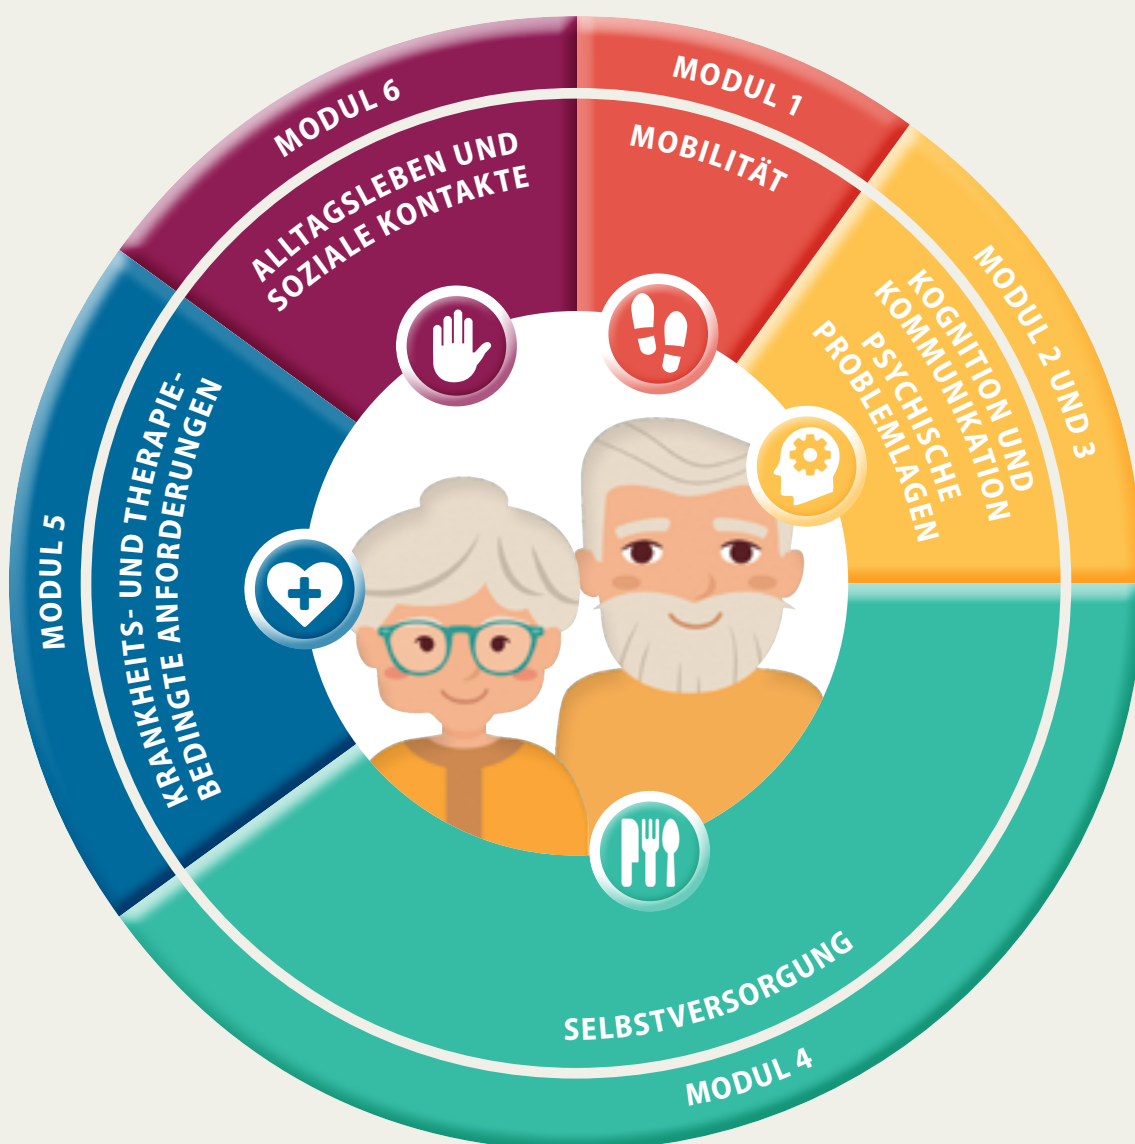 MODUL 1
MOBILITÄT
MODUL 2 UND 3
KOGNITION UND
KOMMUNIKATION
PSYCHISCHE
PROBLEMLAGEN
MODUL 4
SELBSTVERSORGUNG
MODUL 5
KRANKHEITS- UND THERAPIE-
BEDINGTE ANFORDERUNGEN
MODUL 6
ALLTAGSLEBEN UND
SOZIALE KONTAKTE